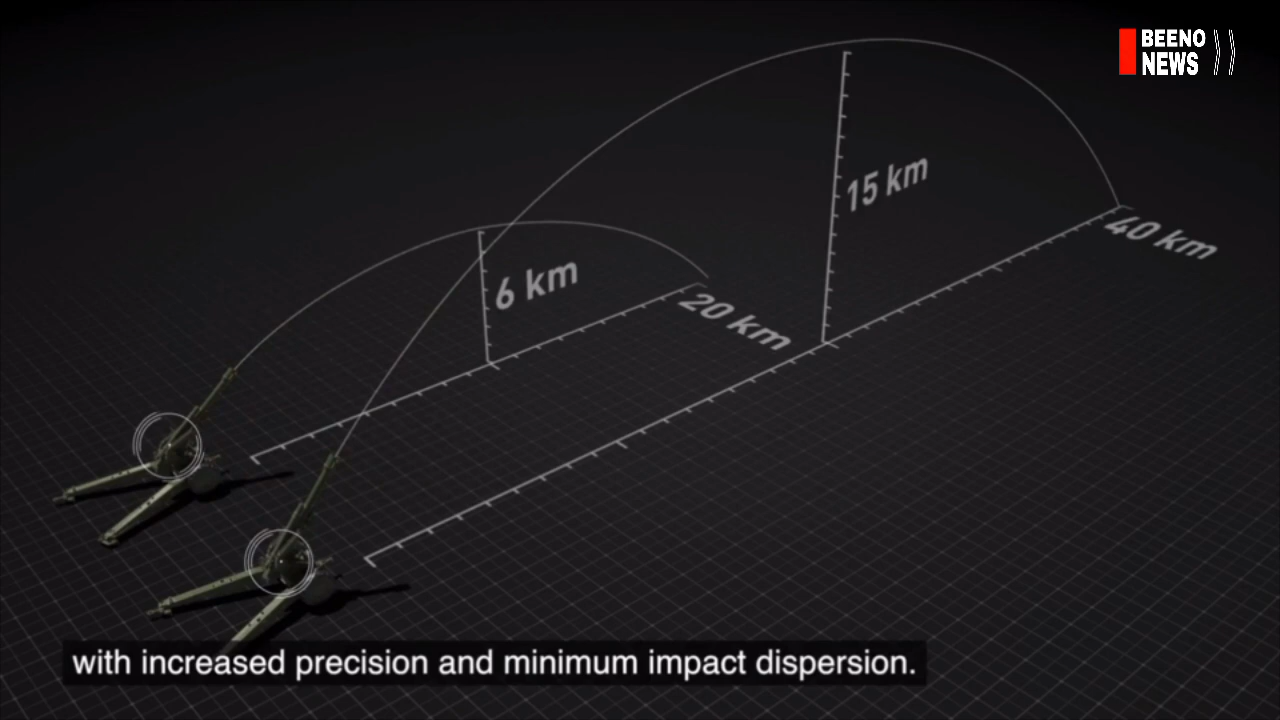 BEENO
NEWS
15 km
40 km
6 km
20 km
with increased precision and minimum impact dispersion.